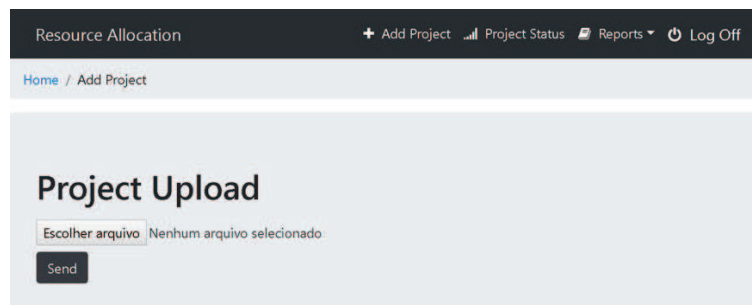 Resource Allocation Add Project Project Status Reports Log Off
Home / Add Project
Project Upload
Escolher arquivo Nenhum arquivo selecionado
Send